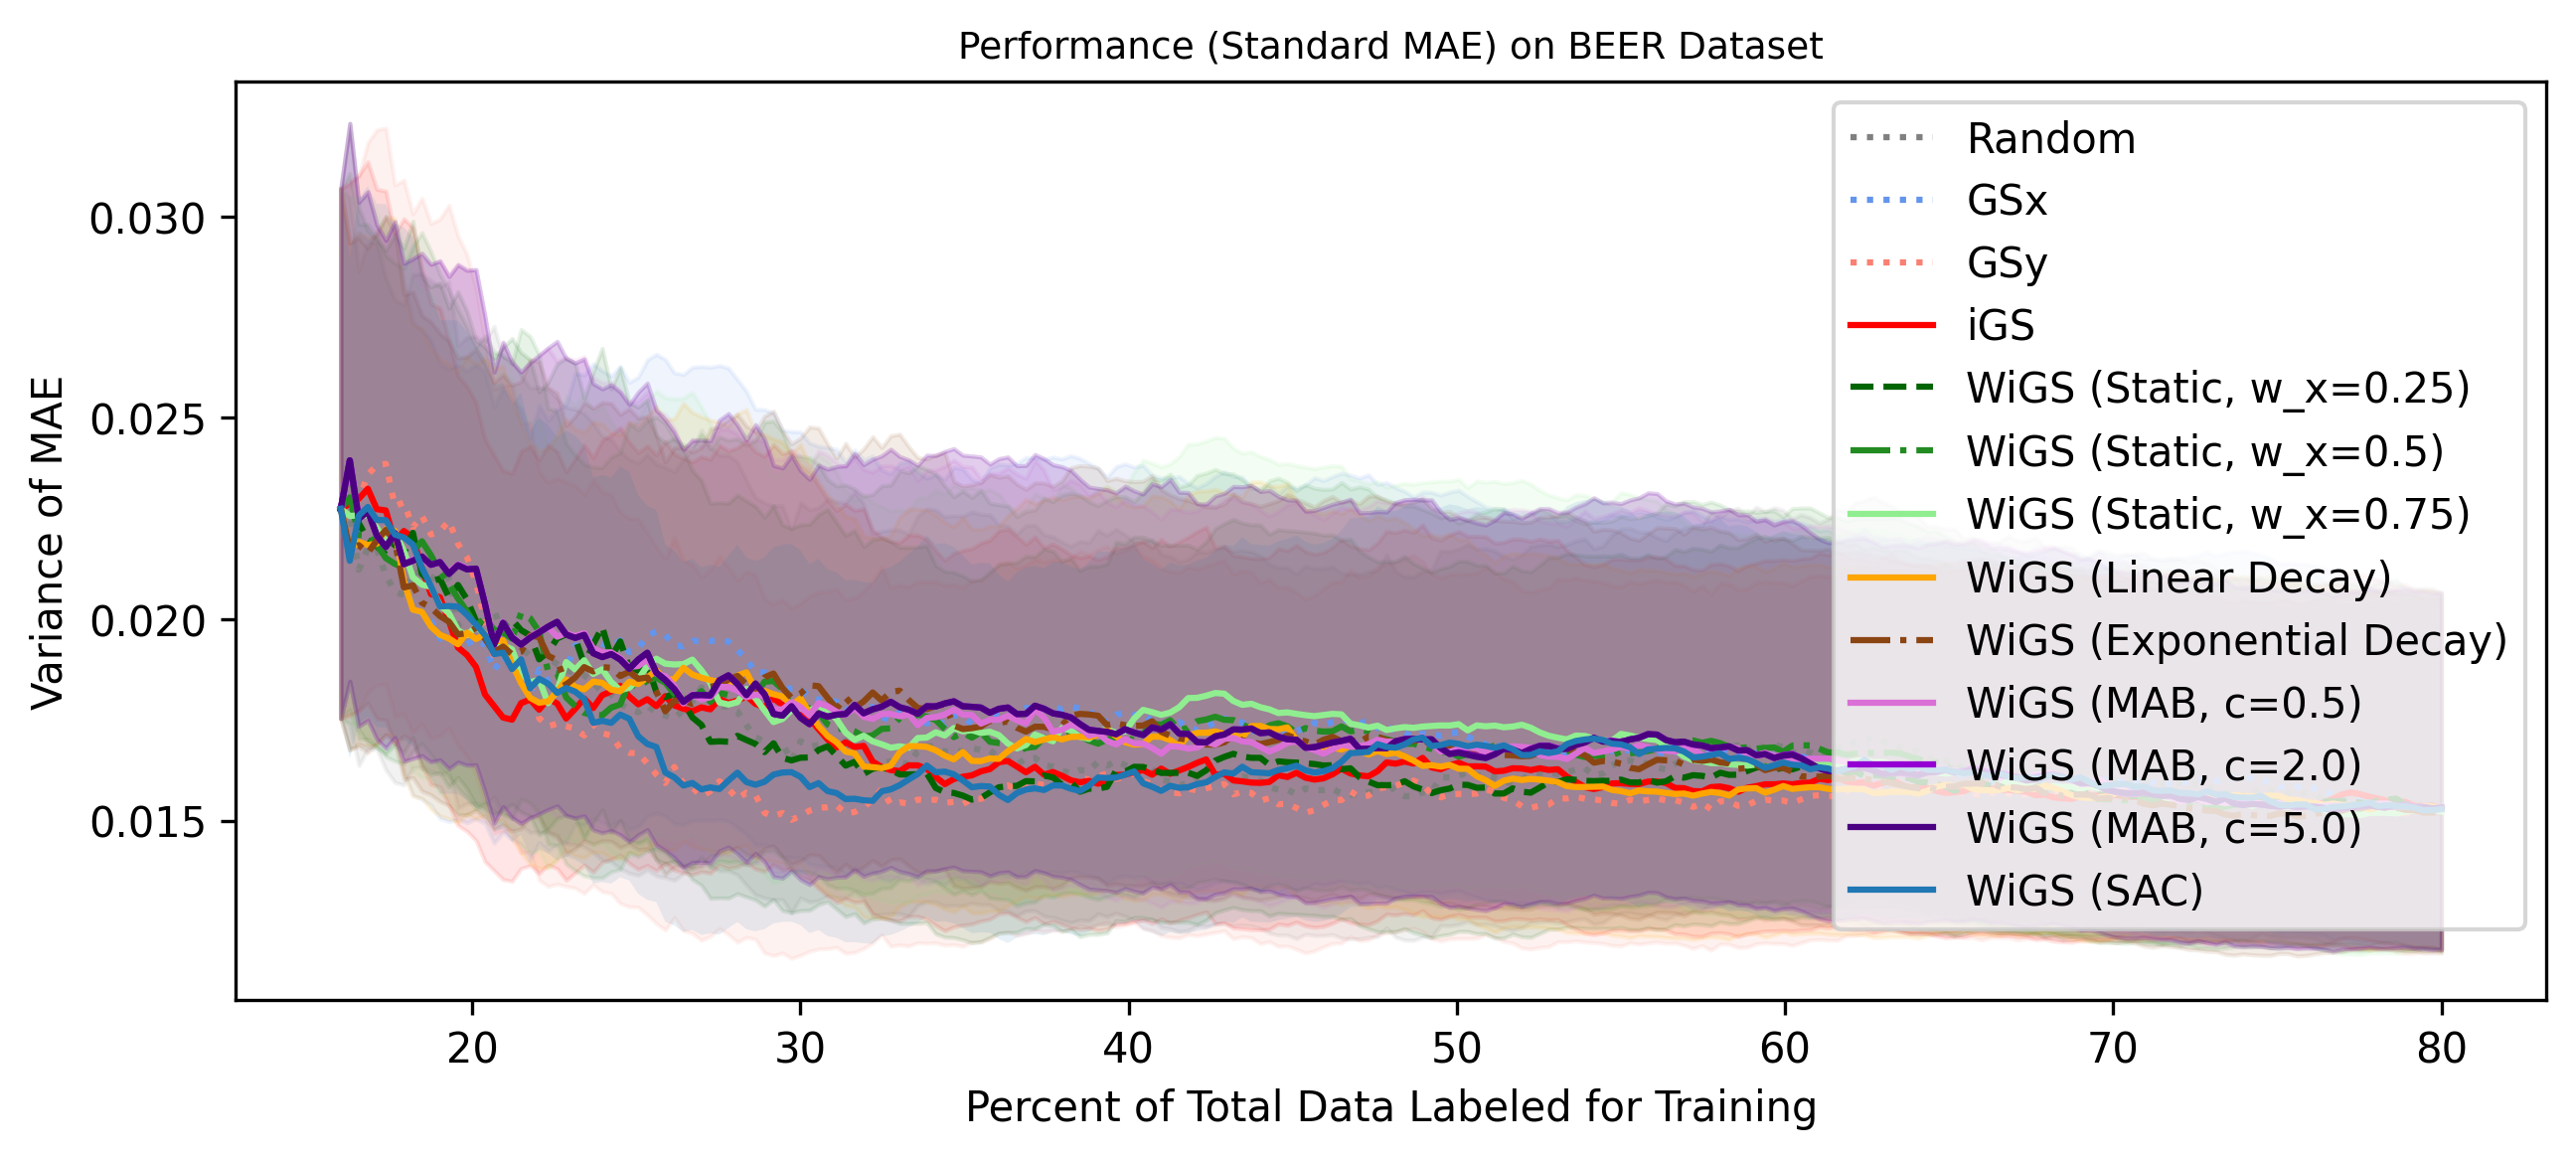 Performance (Standard MAE) on BEER Dataset
Variance of MAE
0.030
0.025
0.020
0.015
Random
GSx
GSy
iGS
WiGS (Static, w_x=0.25)
WiGS (Static, w_x=0.5)
WiGS (Static, w_x=0.75)
WiGS (Linear Decay)
WiGS (Exponential Decay)
WiGS (MAB, c=0.5)
WiGS (MAB, c=2.0)
WiGS (MAB, c=5.0)
WiGS (SAC)
20 30 40 50 60 70 80
Percent of Total Data Labeled for Training